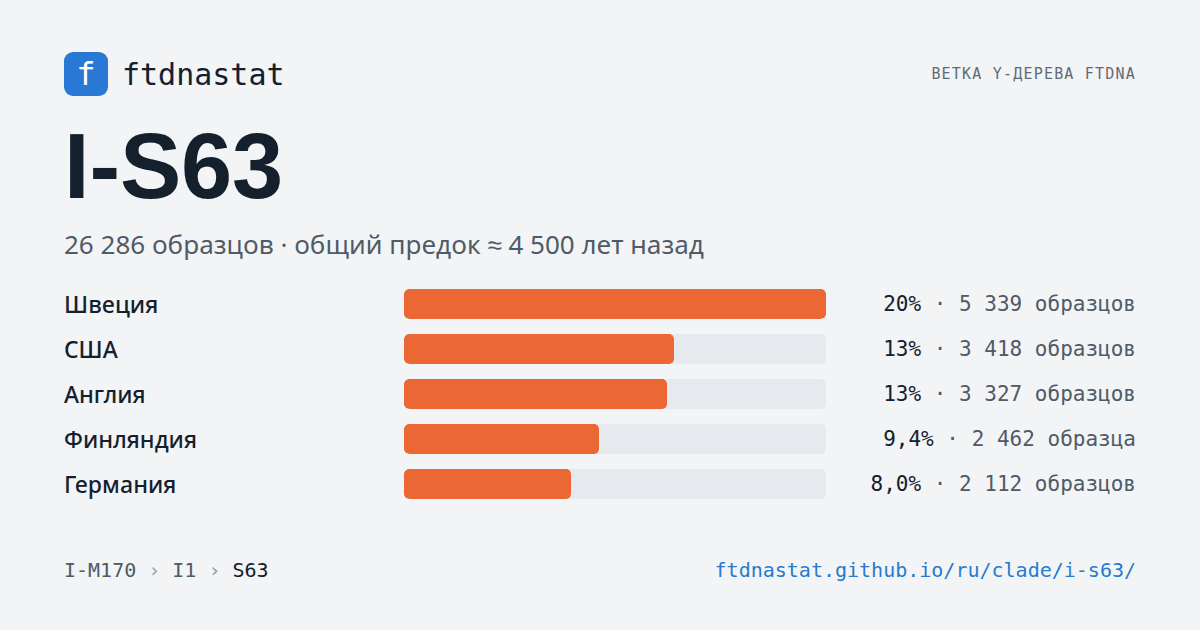 f ftdnastat
ВЕТКА Y-ДЕРЕВА FTDNA
I-S63
26 286 образцов · общий предок ≈ 4 500 лет назад
Швеция 20% · 5 339 образцов
США 13% · 3 418 образцов
Англия 13% · 3 327 образцов
Финляндия 9,4% · 2 462 образца
Германия 8,0% · 2 112 образцов
I-M170 › I1 › S63
ftdnastat.github.io/ru/clade/i-s63/